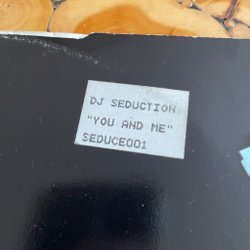 DJ SEDUCTION
"YOU AND ME"
SEDUCE001